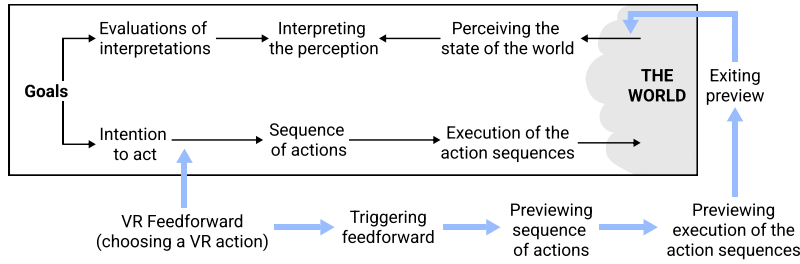 Evaluations of
interpretations
Interpreting
the perception
Perceiving the
state of the world
Goals
THE
WORLD
Exiting
preview
Intention
to act
Sequence
of actions
Execution of the
action sequences
VR Feedforward
(choosing a VR action)
Triggering
feedforward
Previewing
sequence
of actions
Previewing
execution of the
action sequences